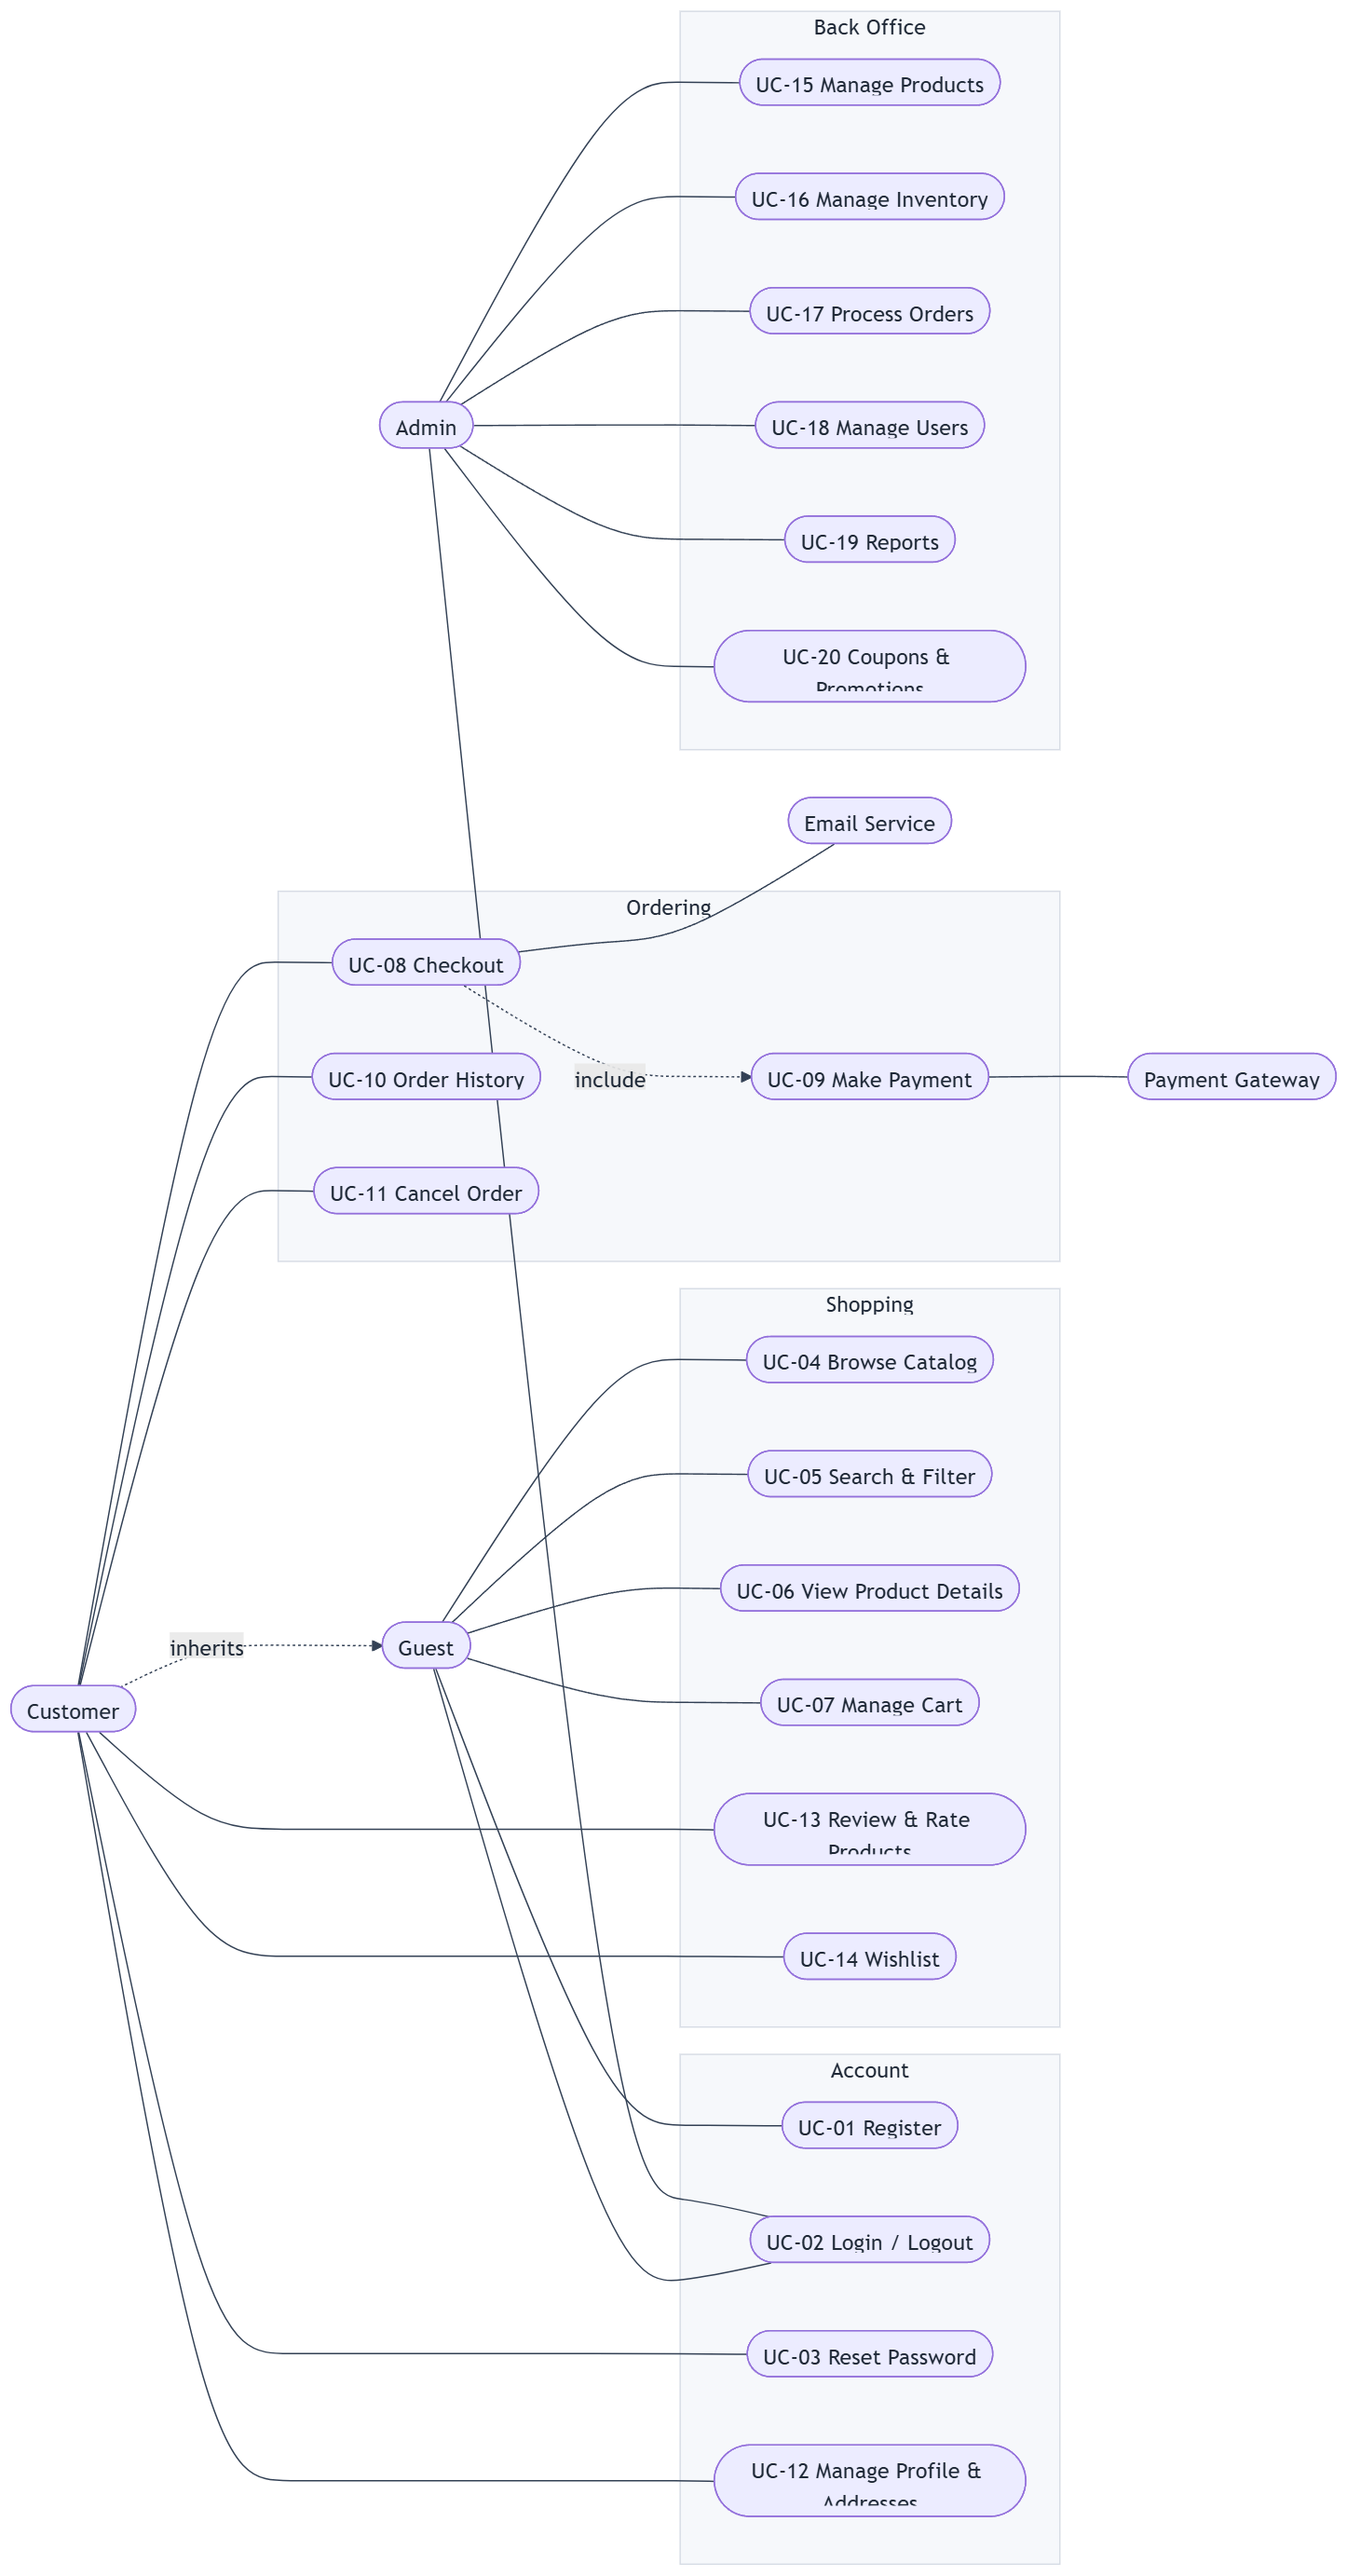 Back Office
UC-15 Manage Products
UC-16 Manage Inventory
UC-17 Process Orders
Admin
UC-18 Manage Users
UC-19 Reports
UC-20 Coupons &
Promotions
Email Service
Ordering
UC-08 Checkout
UC-10 Order History
include
UC-09 Make Payment
Payment Gateway
UC-11 Cancel Order
Shopping
UC-04 Browse Catalog
UC-05 Search & Filter
UC-06 View Product Details
inherits
Guest
Customer
UC-07 Manage Cart
UC-13 Review & Rate
Products
UC-14 Wishlist
Account
UC-01 Register
UC-02 Login / Logout
UC-03 Reset Password
UC-12 Manage Profile &
Addresses